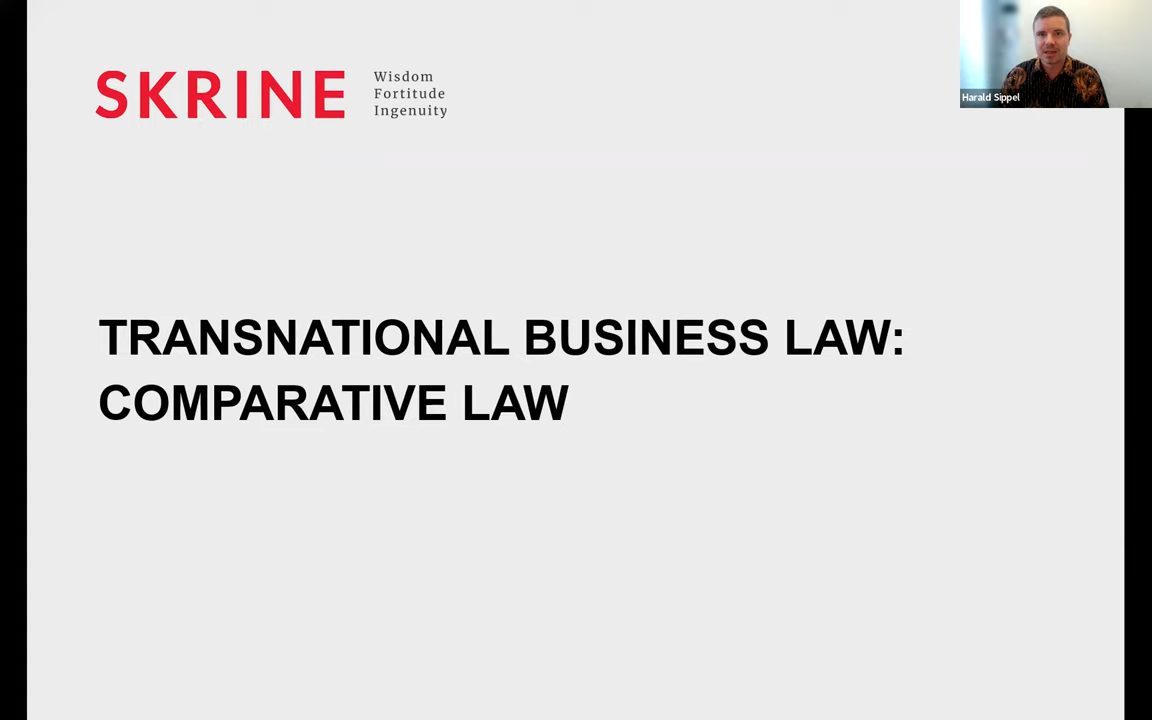 SKRINE
Wisdom
Fortitude
Ingenuity
Harald Sippel
TRANSNATIONAL BUSINESS LAW:
COMPARATIVE LAW